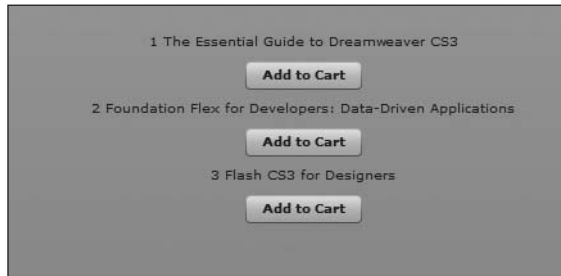 1 The Essential Guide to Dreamweaver CS3
Add to Cart
2 Foundation Flex for Developers: Data-Driven Applications
Add to Cart
3 Flash CS3 for Designers
Add to Cart